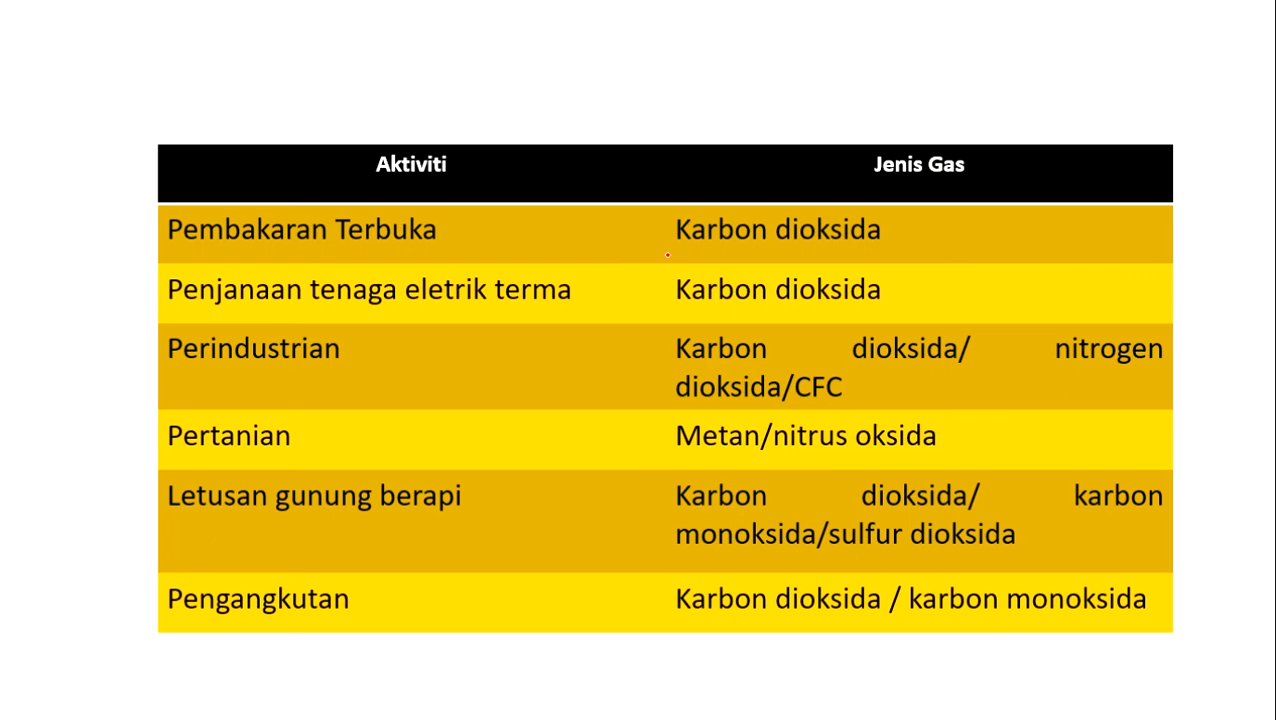 Aktiviti
Jenis Gas
Pembakaran Terbuka
Karbon dioksida
Penjanaan tenaga eletrik terma
Karbon dioksida
Perindustrian
Karbon dioksida/ nitrogen
dioksida/CFC
Pertanian
Metan/nitrus oksida
Letusan gunung berapi
Karbon dioksida/ karbon
monoksida/sulfur dioksida
Pengangkutan
Karbon dioksida / karbon monoksida